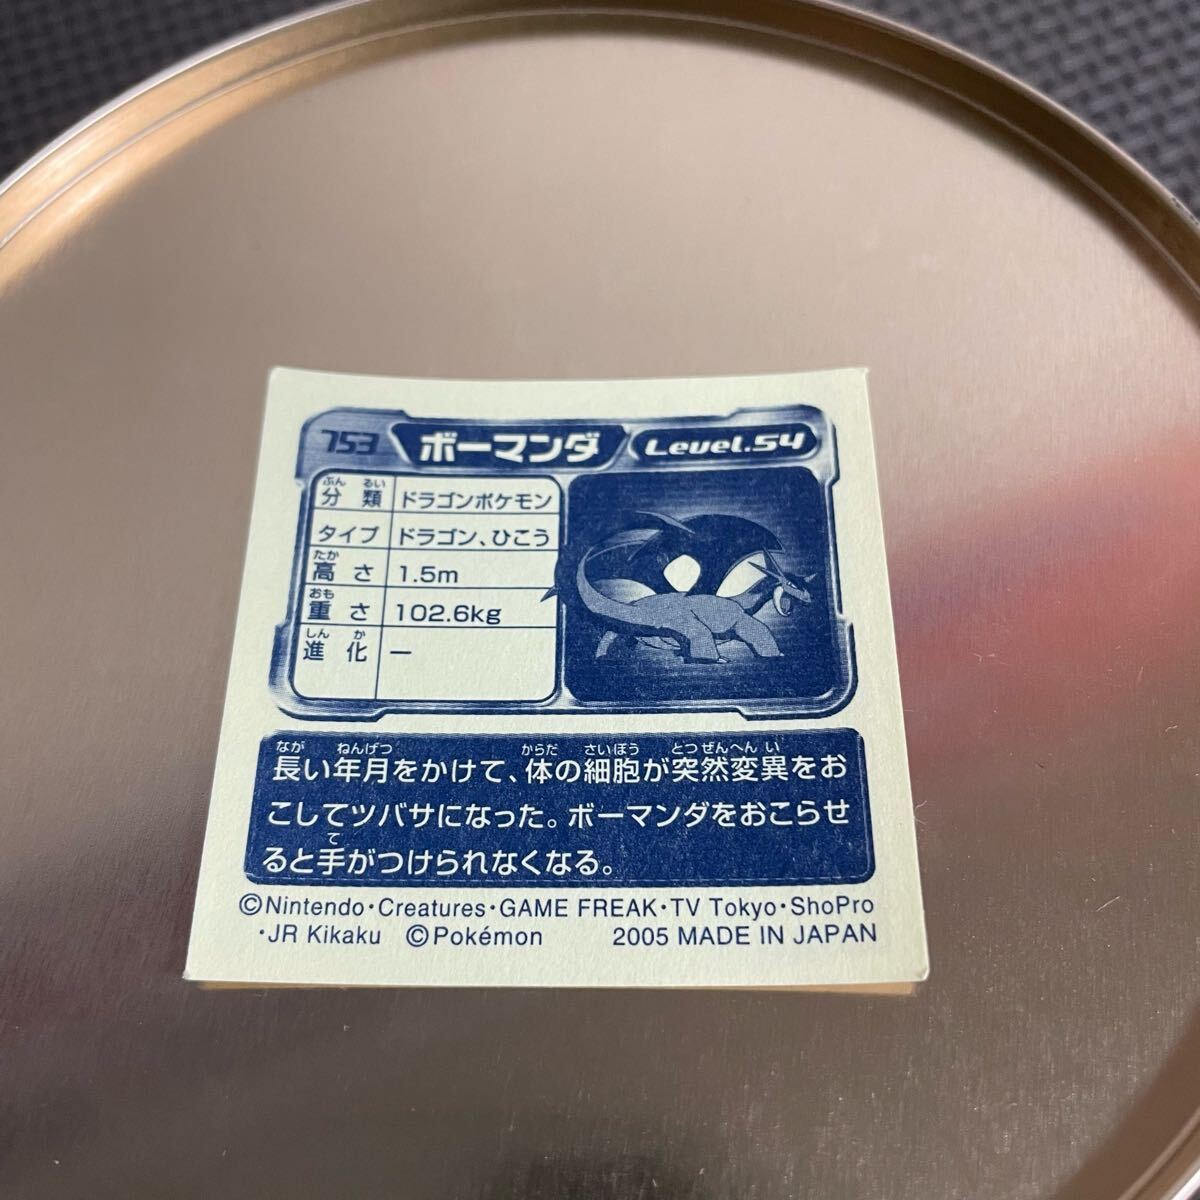 753 ボーマンダ Level.54
ぶん るい
分 類 ドラゴンポケモン
タイプ ドラゴン、ひこう
たか
高 さ 1.5m
おも
重 さ 102.6kg
しん か
進 化 ー
なが ねんげつ からだ さいぼう とつぜんへんい
長い年月をかけて、体の細胞が突然変異をお
こしてツバサになった。ボーマンダをおこらせ
て
ると手がつけられなくなる。
©Nintendo・Creatures・GAME FREAK・TV Tokyo・ShoPro
・JR Kikaku ©Pokémon 2005 MADE IN JAPAN